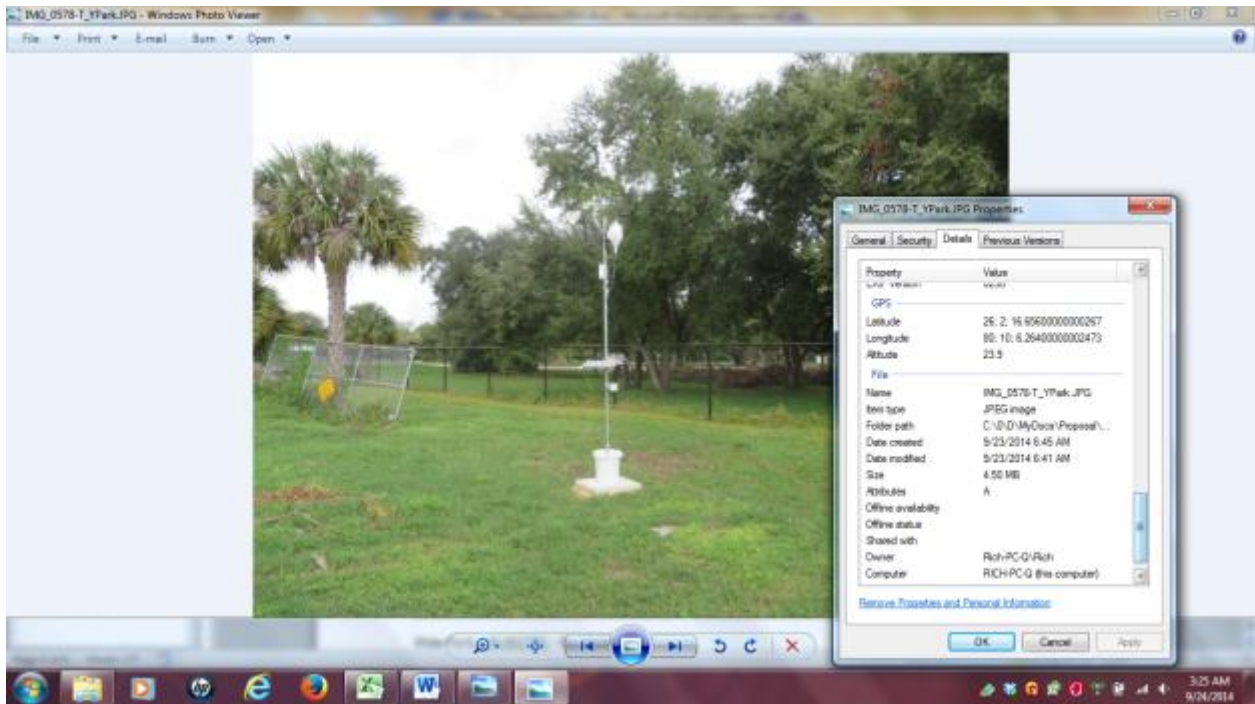 IMG_0578-T_YPark.JPG - Windows Photo Viewer
File Print E-mail Burn Open
IMG_0578-T_YPark.JPG Properties
General Security Details Previous Versions
Property Value
GPS
Latitude 26; 2; 16.65600000000267
Longitude 80; 10; 6.26400000002473
Altitude 23.9
File
Name IMG_0578-T_YPark.JPG
Item type JPEG image
Folder path C:\D\D\MyDocs\Proposal\...
Date created 9/23/2014 6:45 AM
Date modified 9/23/2014 6:41 AM
Size 4.50 MB
Attributes A
Offline availability
Offline status
Shared with
Owner Rich-PC-Q\Rich
Computer RICH-PC-Q (this computer)
Remove Properties and Personal Information
OK Cancel Apply
3:25 AM
9/24/2014